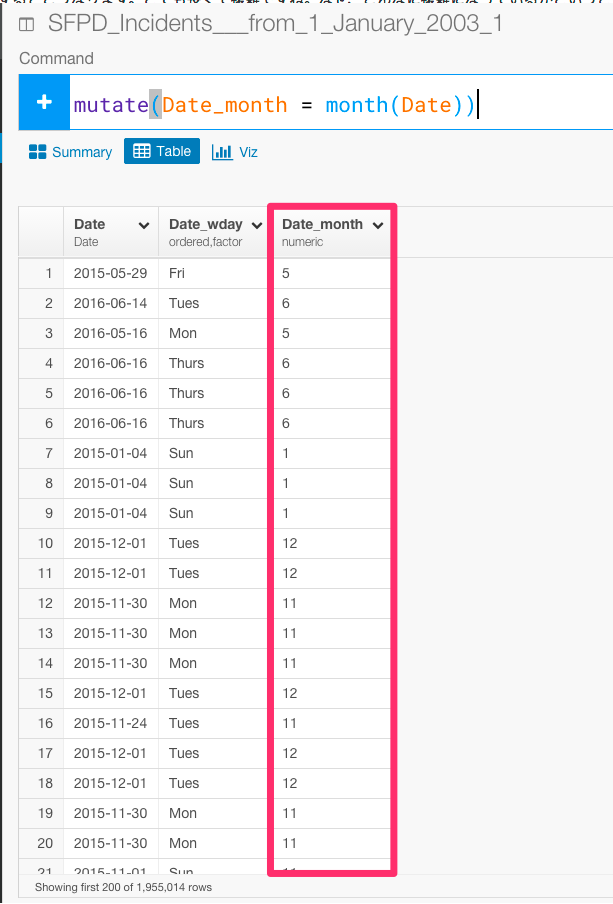 SFPD_Incidents___from_1_January_2003_1
Command
+ mutate(Date_month = month(Date))
Summary Table Viz
Date Date_wday Date_month
Date ordered,factor numeric
1 2015-05-29 Fri 5
2 2016-06-14 Tues 6
3 2016-05-16 Mon 5
4 2016-06-16 Thurs 6
5 2016-06-16 Thurs 6
6 2016-06-16 Thurs 6
7 2015-01-04 Sun 1
8 2015-01-04 Sun 1
9 2015-01-04 Sun 1
10 2015-12-01 Tues 12
11 2015-12-01 Tues 12
12 2015-11-30 Mon 11
13 2015-11-30 Mon 11
14 2015-11-30 Mon 11
15 2015-12-01 Tues 12
16 2015-11-24 Tues 11
17 2015-12-01 Tues 12
18 2015-12-01 Tues 12
19 2015-11-30 Mon 11
20 2015-11-30 Mon 11
21 2015-11-01 Sun 11
Showing first 200 of 1,955,014 rows